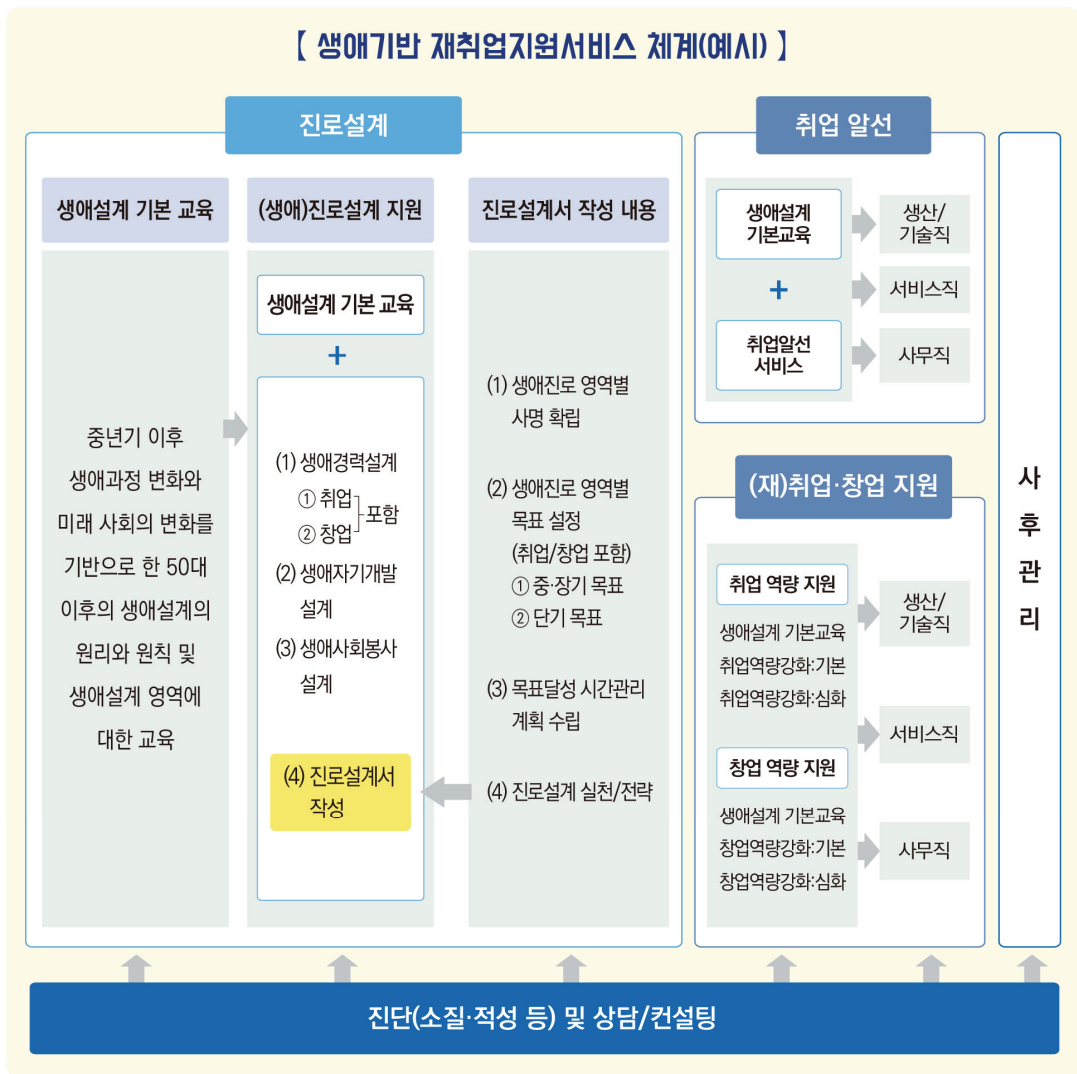 【 생애기반 재취업지원서비스 체계(예시) 】
진로설계
생애설계 기본 교육
중년기 이후
생애과정 변화와
미래 사회의 변화를
기반으로 한 50대
이후의 생애설계의
원리와 원칙 및
생애설계 영역에
대한 교육
(생애)진로설계 지원
생애설계 기본 교육
+
(1) 생애경력설계
① 취업
② 창업
포함
(2) 생애자기개발
설계
(3) 생애사회봉사
설계
(4) 진로설계서
작성
진로설계서 작성 내용
(1) 생애진로 영역별
사명 확립
(2) 생애진로 영역별
목표 설정
(취업/창업 포함)
① 중·장기 목표
② 단기 목표
(3) 목표달성 시간관리
계획 수립
(4) 진로설계 실천/전략
취업 알선
생애설계
기본교육
+
취업알선
서비스
생산/
기술직
서비스직
사무직
(재)취업·창업 지원
취업 역량 지원
생애설계 기본교육
취업역량강화:기본
취업역량강화:심화
창업 역량 지원
생애설계 기본교육
창업역량강화:기본
창업역량강화:심화
생산/
기술직
서비스직
사무직
사
후
관
리
진단(소질·적성 등) 및 상담/컨설팅